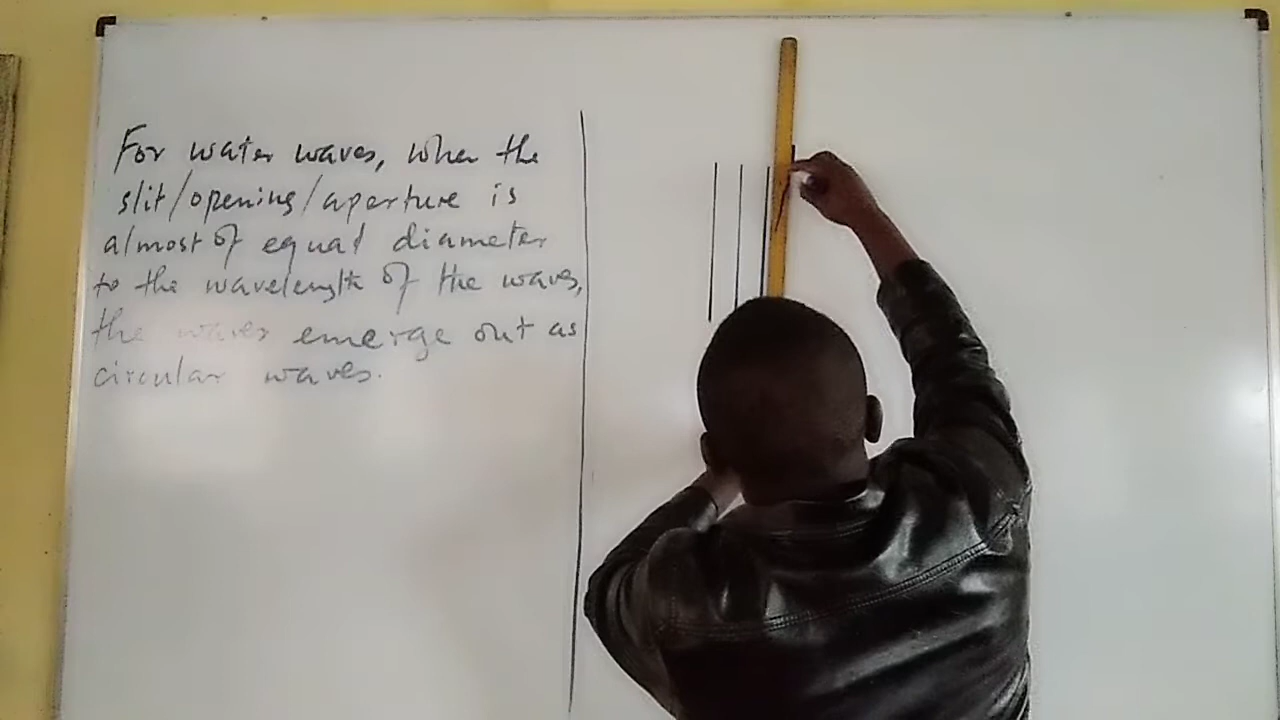 For water waves, when the
slit/opening/aperture is
almost of equal diameter
to the wavelength of the waves,
the waves emerge out as
circular waves.